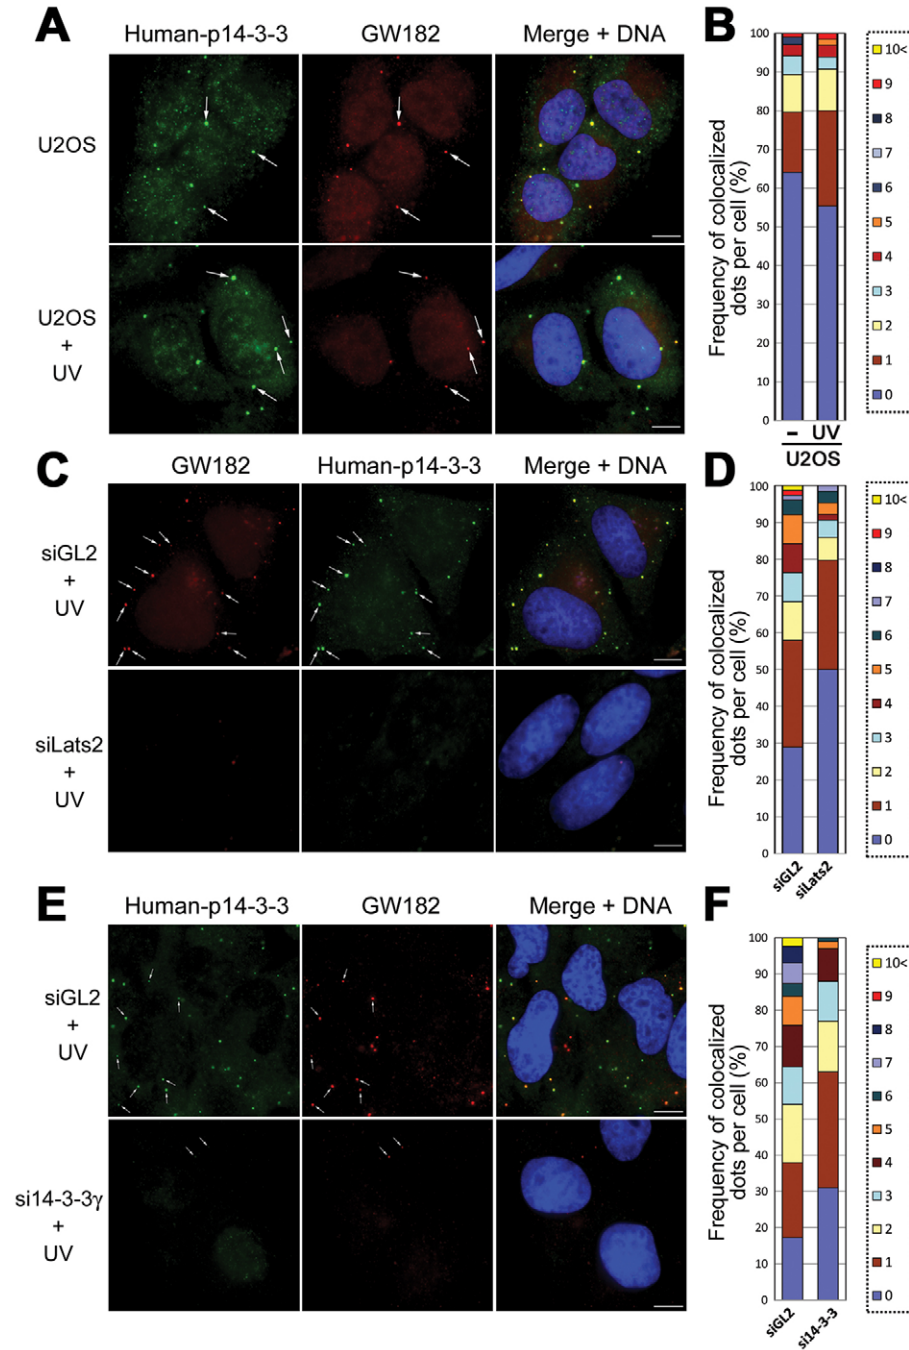 A
Human-p14-3-3 GW182 Merge + DNA
U2OS
U2OS
+
UV
B
Frequency of colocalized
dots per cell (%)
100
90
80
70
60
50
40
30
20
10
0
– UV
U2OS
10<
9
8
7
6
5
4
3
2
1
0
C
GW182 Human-p14-3-3 Merge + DNA
siGL2
+
UV
siLats2
+
UV
D
Frequency of colocalized
dots per cell (%)
100
90
80
70
60
50
40
30
20
10
0
siGL2 siLats2
10<
9
8
7
6
5
4
3
2
1
0
E
Human-p14-3-3 GW182 Merge + DNA
siGL2
+
UV
si14-3-3γ
+
UV
F
Frequency of colocalized
dots per cell (%)
100
90
80
70
60
50
40
30
20
10
0
siGL2 si14-3-3
10<
9
8
7
6
5
4
3
2
1
0